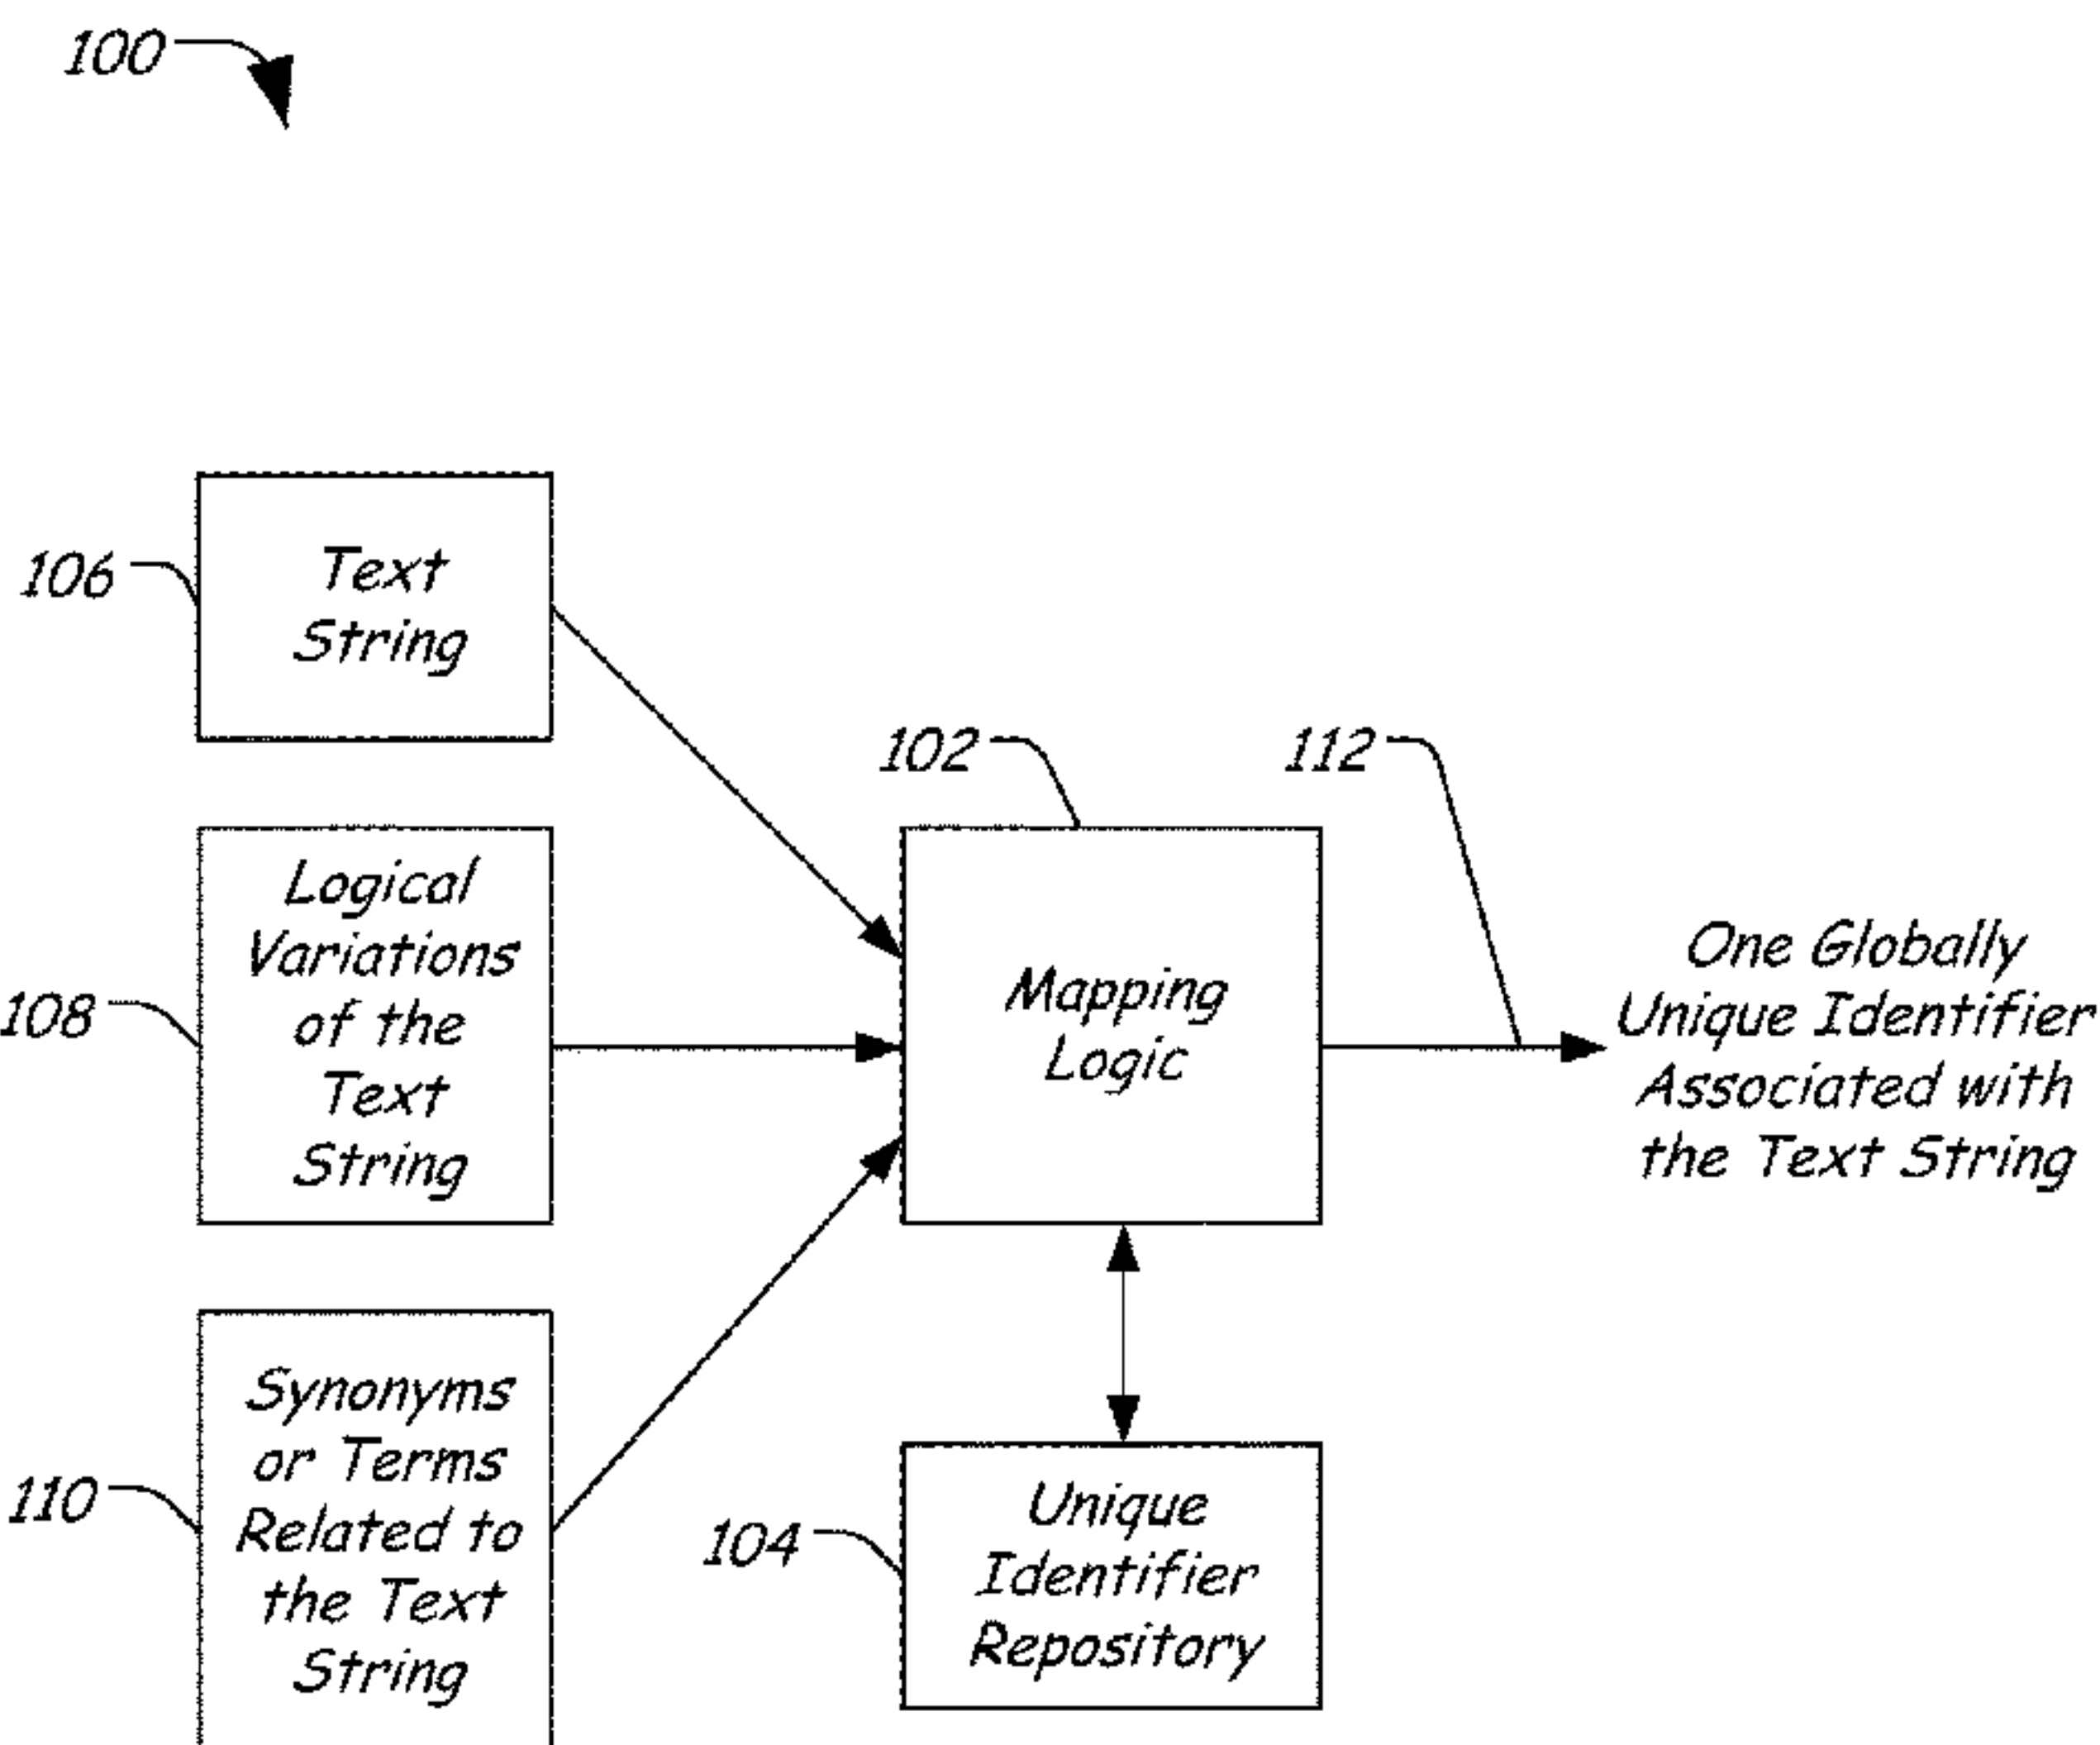 100
106
Text
String
102
112
Logical
Variations
of the
Text
String
108
Mapping
Logic
One Globally
Unique Identifier
Associated with
the Text String
Synonyms
or Terms
Related to
the Text
String
110
104
Unique
Identifier
Repository